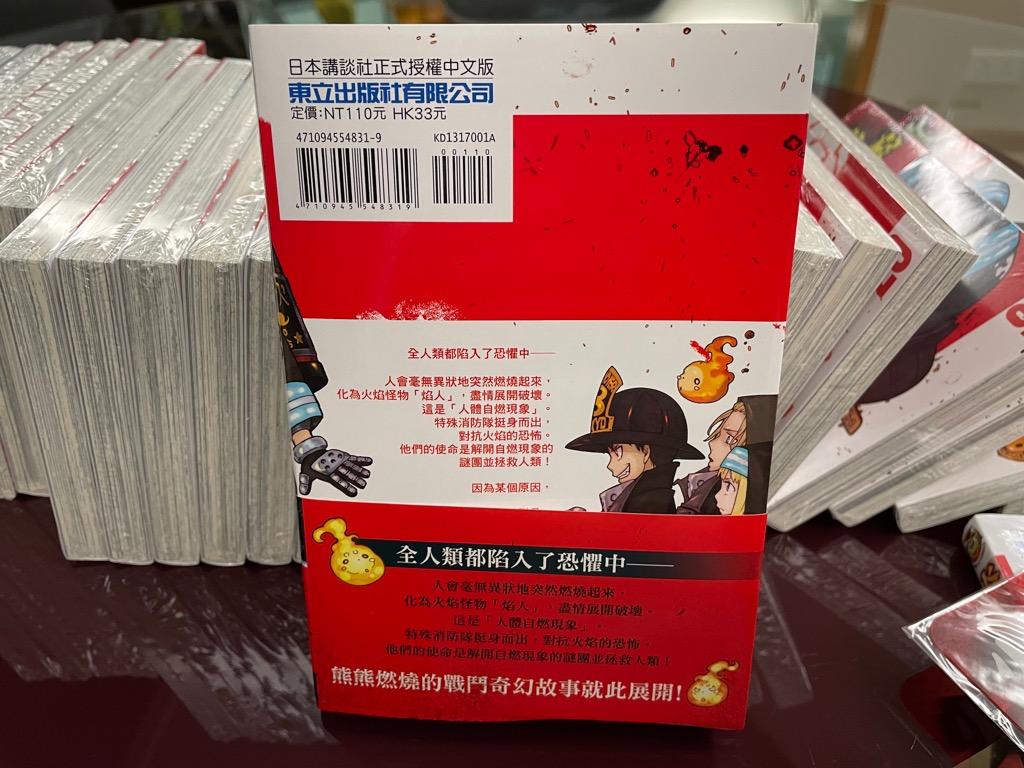 日本講談社正式授權中文版
東立出版社有限公司
定價:NT110元 HK33元
471094554831-9 KD1317001A
00110
4 710945 548319
全人類都陷入了恐懼中——
人會毫無異狀地突然燃燒起來，
化為火焰怪物「焰人」，盡情展開破壞。
這是「人體自燃現象」。
特殊消防隊挺身而出，
對抗火焰的恐怖。
他們的使命是解開自燃現象的
謎團並拯救人類！
因為某個原因，
全人類都陷入了恐懼中——
人會毫無異狀地突然燃燒起來，
化為火焰怪物「焰人」，盡情展開破壞。
這是「人體自燃現象」。
特殊消防隊挺身而出，對抗火焰的恐怖。
他們的使命是解開自燃現象的謎團並拯救人類！
熊熊燃燒的戰鬥奇幻故事就此展開!